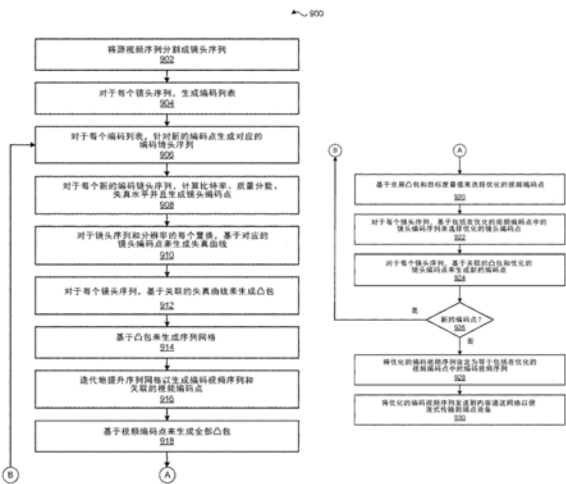 900
将源视频序列分割成镜头序列
902
对于每个镜头序列，生成编码列表
904
对于每个编码列表，针对新的编码点生成对应的
编码镜头序列
906
对于每个新的编码镜头序列，计算比特率、质量分数、
失真水平并且生成镜头编码点
908
对于镜头序列和分辨率的每个置换，基于对应的
镜头编码点来生成失真曲线
910
对于每个镜头序列，基于关联的失真曲线来生成凸包
912
基于凸包来生成序列网格
914
迭代地提升序列网格以生成编码视频序列和
关联的视频编码点
916
基于视频编码点来生成全部凸包
918
B
A
B
A
基于全局凸包和目标度量值来选择优化的视频编码点
920
对于每个镜头序列，基于包括在优化的视频编码点中的
镜头编码序列来选择优化的镜头编码点
922
对于每个镜头序列，基于关联的凸包和优化的
镜头编码点来生成新的编码点
924
是
新的编码点？
926
否
将优化的编码视频序列设定为等于包括在优化的
视频编码点中的编码视频序列
928
将优化的编码视频序列发送到内容递送网络以便
流式传输到端点设备
930